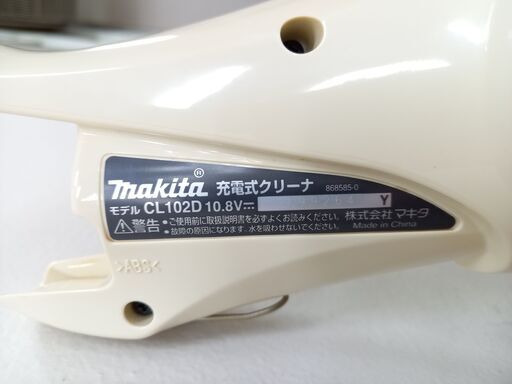 makita® 充電式クリーナ 868585-0
モデル CL102D 10.8V⎓ Y
⚠警告 •ご使用前に取扱説明書を必ずよくお読みください。
•故障の原因になります。水を吸わせないでください。
株式会社マキタ
Made in China
>ABS<